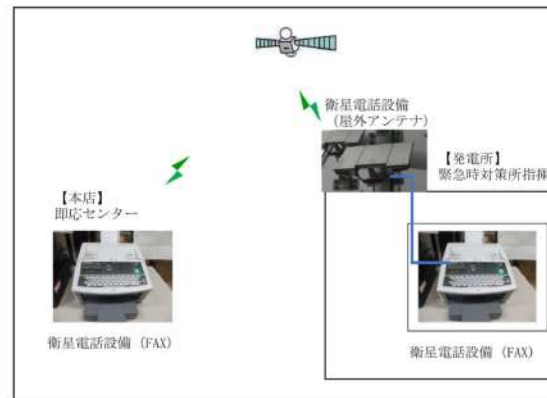 衛星電話設備
（屋外アンテナ）
【発電所】
緊急時対策所指揮
【本店】
即応センター
衛星電話設備（FAX）
衛星電話設備（FAX）